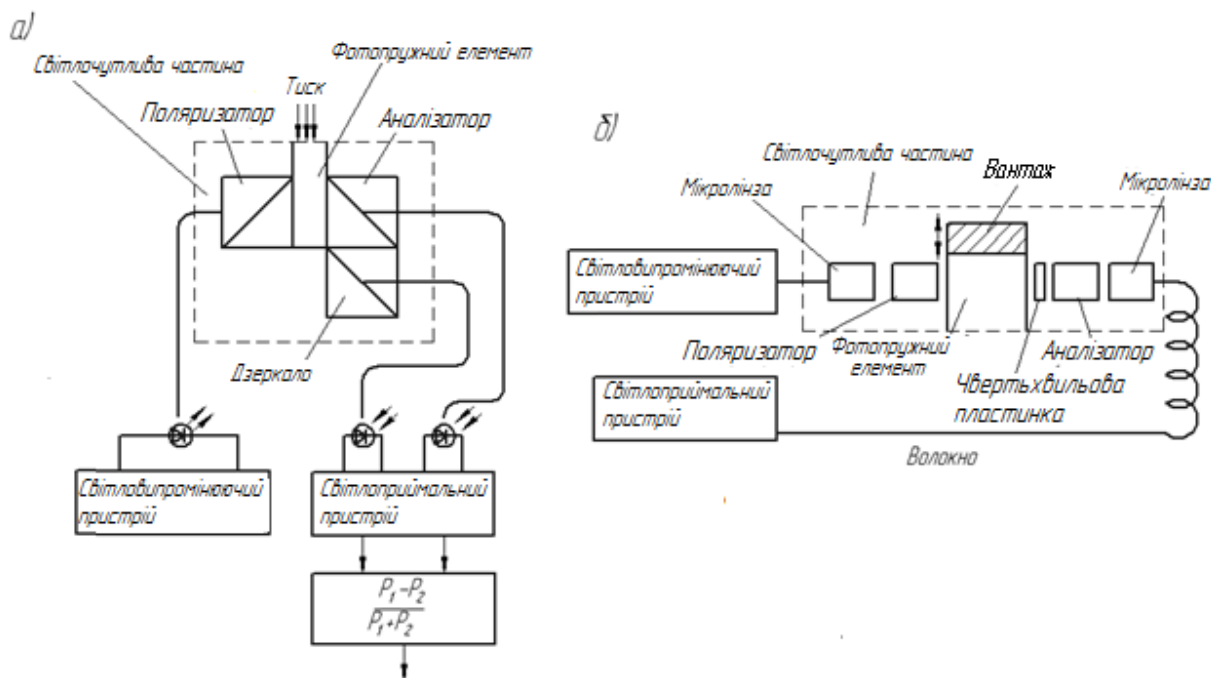 а)
Фотопружний елемент
Світлочутлива частина
Тиск
Поляризатор
Аналізатор
Дзеркало
Світловипромінюючий
пристрій
Світлоприймальний
пристрій
P₁-P₂
P₁+P₂
б)
Світлочутлива частина
Вантаж
Мікролінза
Мікролінза
Світловипромінюючий
пристрій
Поляризатор
Фотопружний
елемент
Аналізатор
Чвертьхвильова
пластинка
Світлоприймальний
пристрій
Волокно